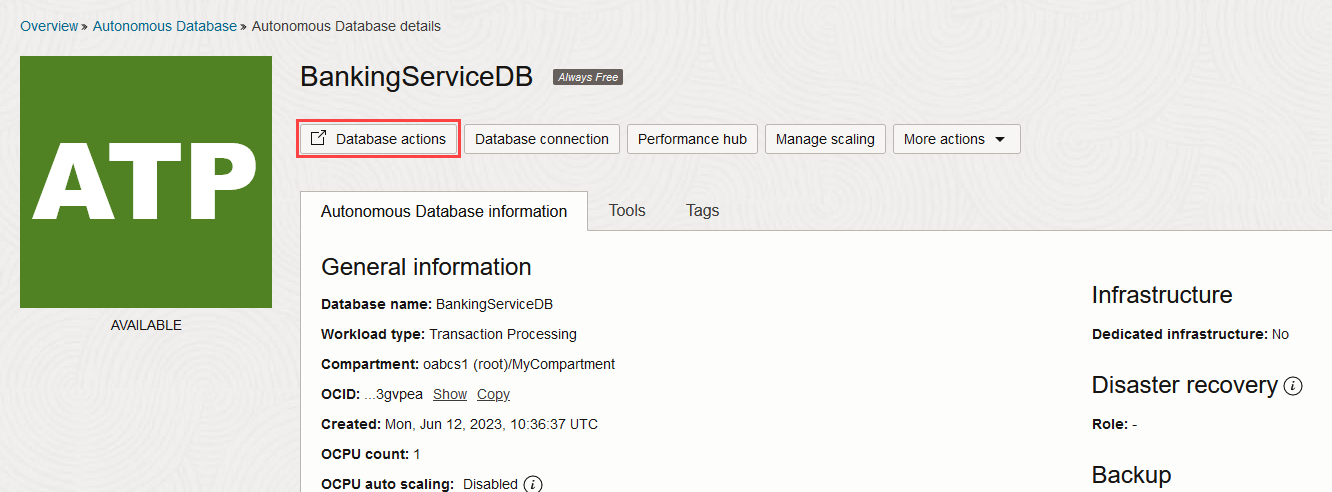 Overview » Autonomous Database » Autonomous Database details
ATP
AVAILABLE
BankingServiceDB Always Free
Database actions Database connection Performance hub Manage scaling More actions
Autonomous Database information Tools Tags
General information
Database name: BankingServiceDB
Workload type: Transaction Processing
Compartment: oabcs1 (root)/MyCompartment
OCID: ...3gvpea Show Copy
Created: Mon, Jun 12, 2023, 10:36:37 UTC
OCPU count: 1
OCPU auto scaling: Disabled i
Infrastructure
Dedicated infrastructure: No
Disaster recovery i
Role: -
Backup